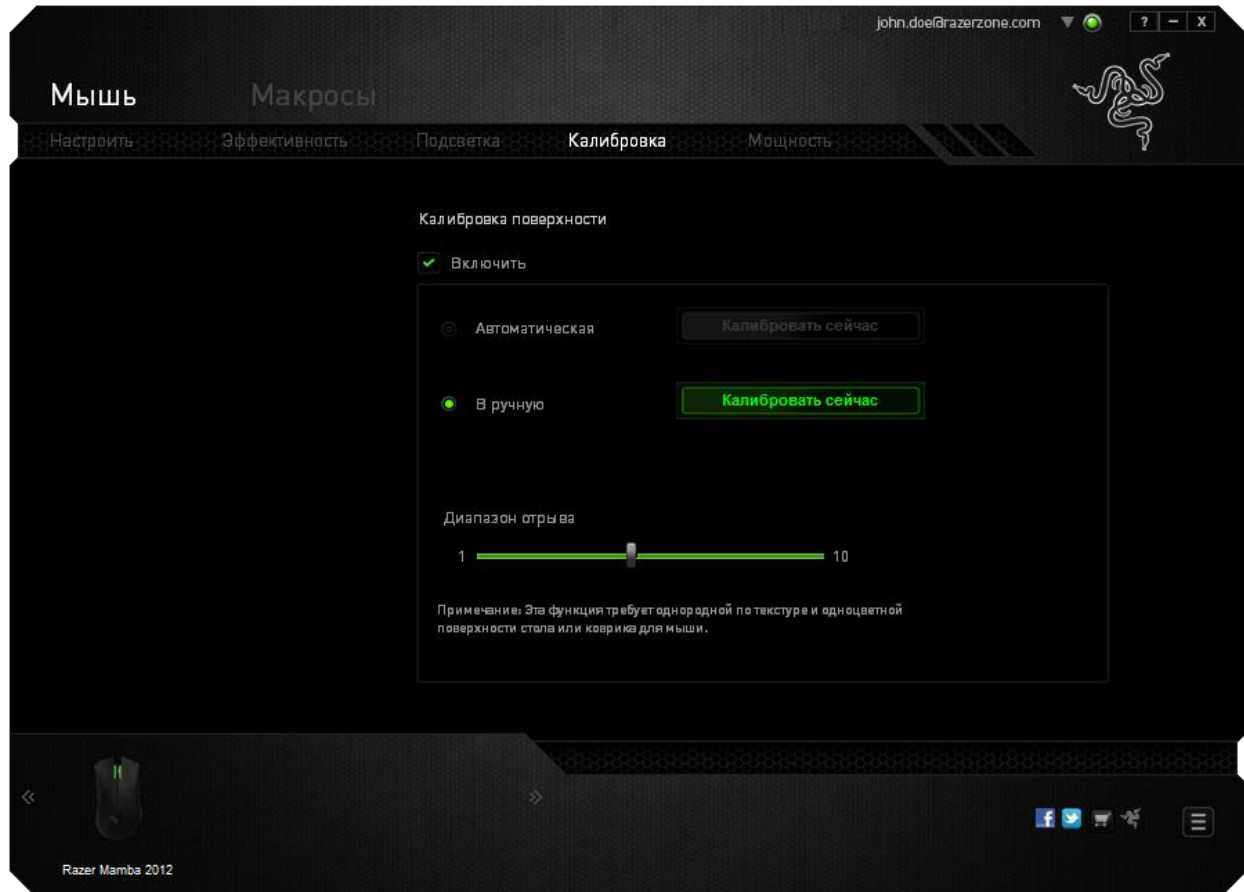 john.doe@razerzone.com
? − X
Мышь Макросы
Настроить Эффективность Подсветка Калибровка Мощность
Калибровка поверхности
Включить
Автоматическая Калибровать сейчас
В ручную Калибровать сейчас
Диапазон отрыва
1 10
Примечание: Эта функция требует однородной по текстуре и одноцветной
поверхности стола или коврика для мыши.
Razer Mamba 2012